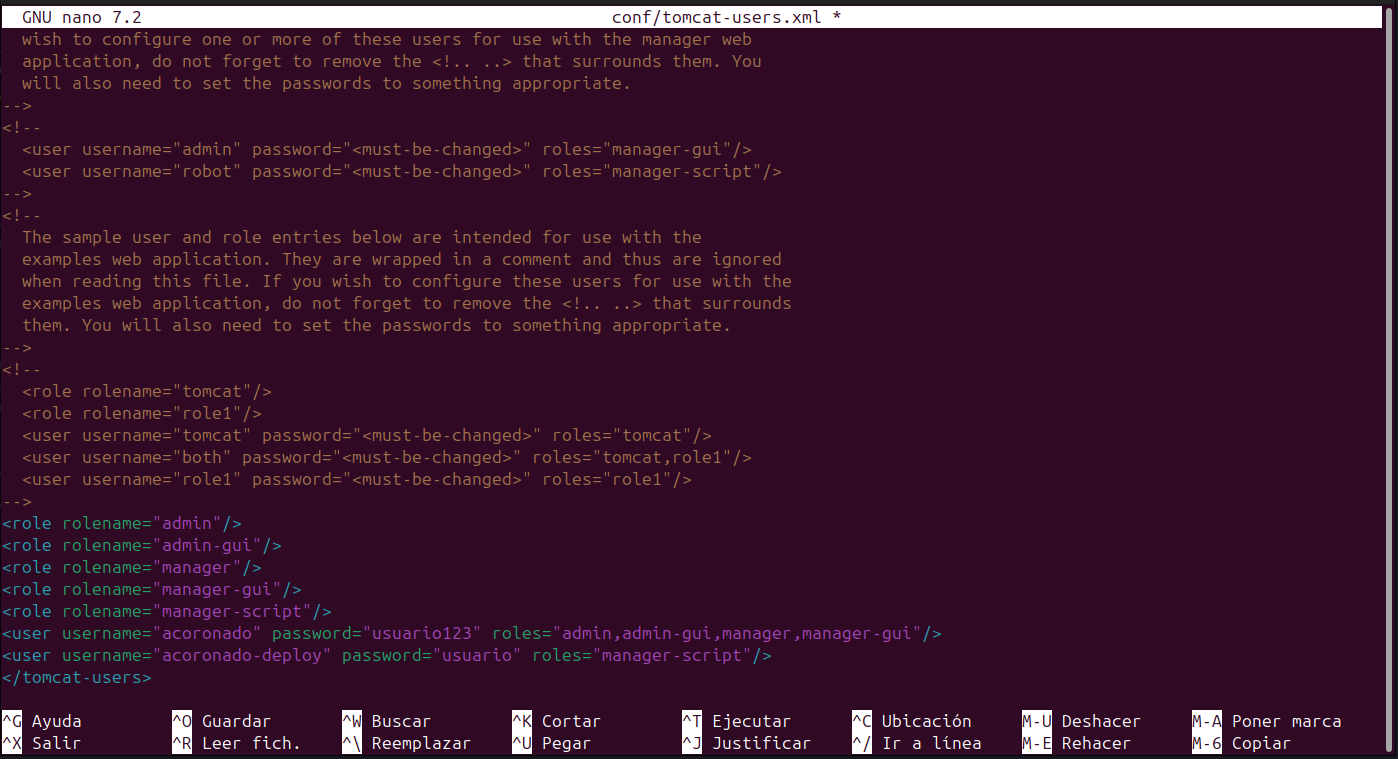 GNU nano 7.2 conf/tomcat-users.xml *
wish to configure one or more of these users for use with the manager web
application, do not forget to remove the <!.. ..> that surrounds them. You
will also need to set the passwords to something appropriate.
-->
<!--
<user username="admin" password="<must-be-changed>" roles="manager-gui"/>
<user username="robot" password="<must-be-changed>" roles="manager-script"/>
-->
<!--
The sample user and role entries below are intended for use with the
examples web application. They are wrapped in a comment and thus are ignored
when reading this file. If you wish to configure these users for use with the
examples web application, do not forget to remove the <!.. ..> that surrounds
them. You will also need to set the passwords to something appropriate.
-->
<!--
<role rolename="tomcat"/>
<role rolename="role1"/>
<user username="tomcat" password="<must-be-changed>" roles="tomcat"/>
<user username="both" password="<must-be-changed>" roles="tomcat,role1"/>
<user username="role1" password="<must-be-changed>" roles="role1"/>
-->
<role rolename="admin"/>
<role rolename="admin-gui"/>
<role rolename="manager"/>
<role rolename="manager-gui"/>
<role rolename="manager-script"/>
<user username="acoronado" password="usuario123" roles="admin,admin-gui,manager,manager-gui"/>
<user username="acoronado-deploy" password="usuario" roles="manager-script"/>
</tomcat-users>
^G Ayuda ^O Guardar ^W Buscar ^K Cortar ^T Ejecutar ^C Ubicación M-U Deshacer M-A Poner marca
^X Salir ^R Leer fich. ^\ Reemplazar ^U Pegar ^J Justificar ^/ Ir a línea M-E Rehacer M-6 Copiar